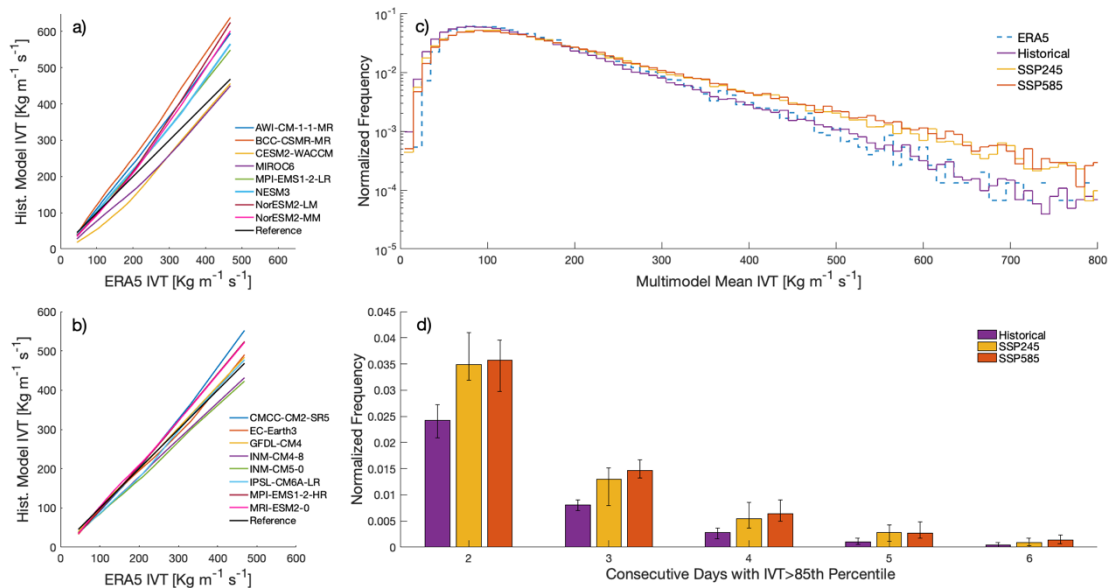 a)
Hist. Model IVT [Kg m⁻¹ s⁻¹]
600
500
400
300
200
100
0
AWI-CM-1-1-MR
BCC-CSMR-MR
CESM2-WACCM
MIROC6
MPI-EMS1-2-LR
NESM3
NorESM2-LM
NorESM2-MM
Reference
0 100 200 300 400 500 600
ERA5 IVT [Kg m⁻¹ s⁻¹]
c)
Normalized Frequency
10⁻¹
10⁻²
10⁻³
10⁻⁴
10⁻⁵
ERA5
Historical
SSP245
SSP585
0 100 200 300 400 500 600 700 800
Multimodel Mean IVT [Kg m⁻¹ s⁻¹]
b)
Hist. Model IVT [Kg m⁻¹ s⁻¹]
600
500
400
300
200
100
0
CMCC-CM2-SR5
EC-Earth3
GFDL-CM4
INM-CM4-8
INM-CM5-0
IPSL-CM6A-LR
MPI-EMS1-2-HR
MRI-ESM2-0
Reference
0 100 200 300 400 500 600
ERA5 IVT [Kg m⁻¹ s⁻¹]
d)
Normalized Frequency
0.045
0.04
0.035
0.03
0.025
0.02
0.015
0.01
0.005
0
Historical
SSP245
SSP585
2 3 4 5 6
Consecutive Days with IVT>85th Percentile